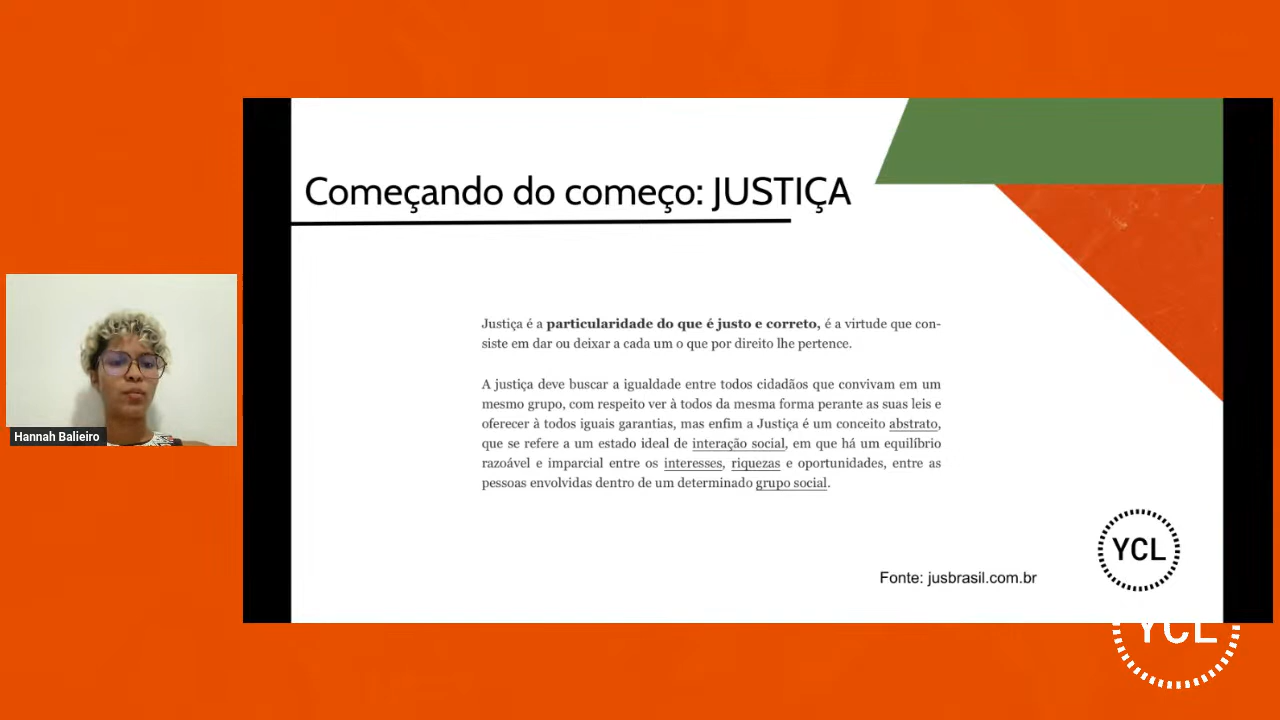 Começando do começo: JUSTIÇA
Justiça é a particularidade do que é justo e correto, é a virtude que con-
siste em dar ou deixar a cada um o que por direito lhe pertence.
A justiça deve buscar a igualdade entre todos cidadãos que convivam em um
mesmo grupo, com respeito ver à todos da mesma forma perante as suas leis e
oferecer à todos iguais garantias, mas enfim a Justiça é um conceito abstrato,
que se refere a um estado ideal de interação social, em que há um equilíbrio
razoável e imparcial entre os interesses, riquezas e oportunidades, entre as
pessoas envolvidas dentro de um determinado grupo social.
Hannah Balieiro
YCL
Fonte: jusbrasil.com.br
YCL